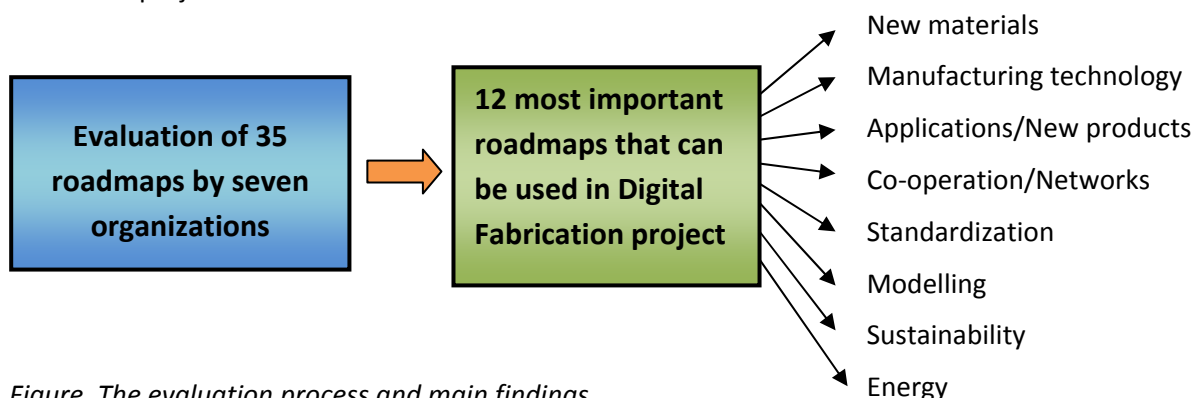 Evaluation of 35
roadmaps by seven
organizations
12 most important
roadmaps that can
be used in Digital
Fabrication project
New materials
Manufacturing technology
Applications/New products
Co-operation/Networks
Standardization
Modelling
Sustainability
Energy
Figure. The evaluation process and main findings